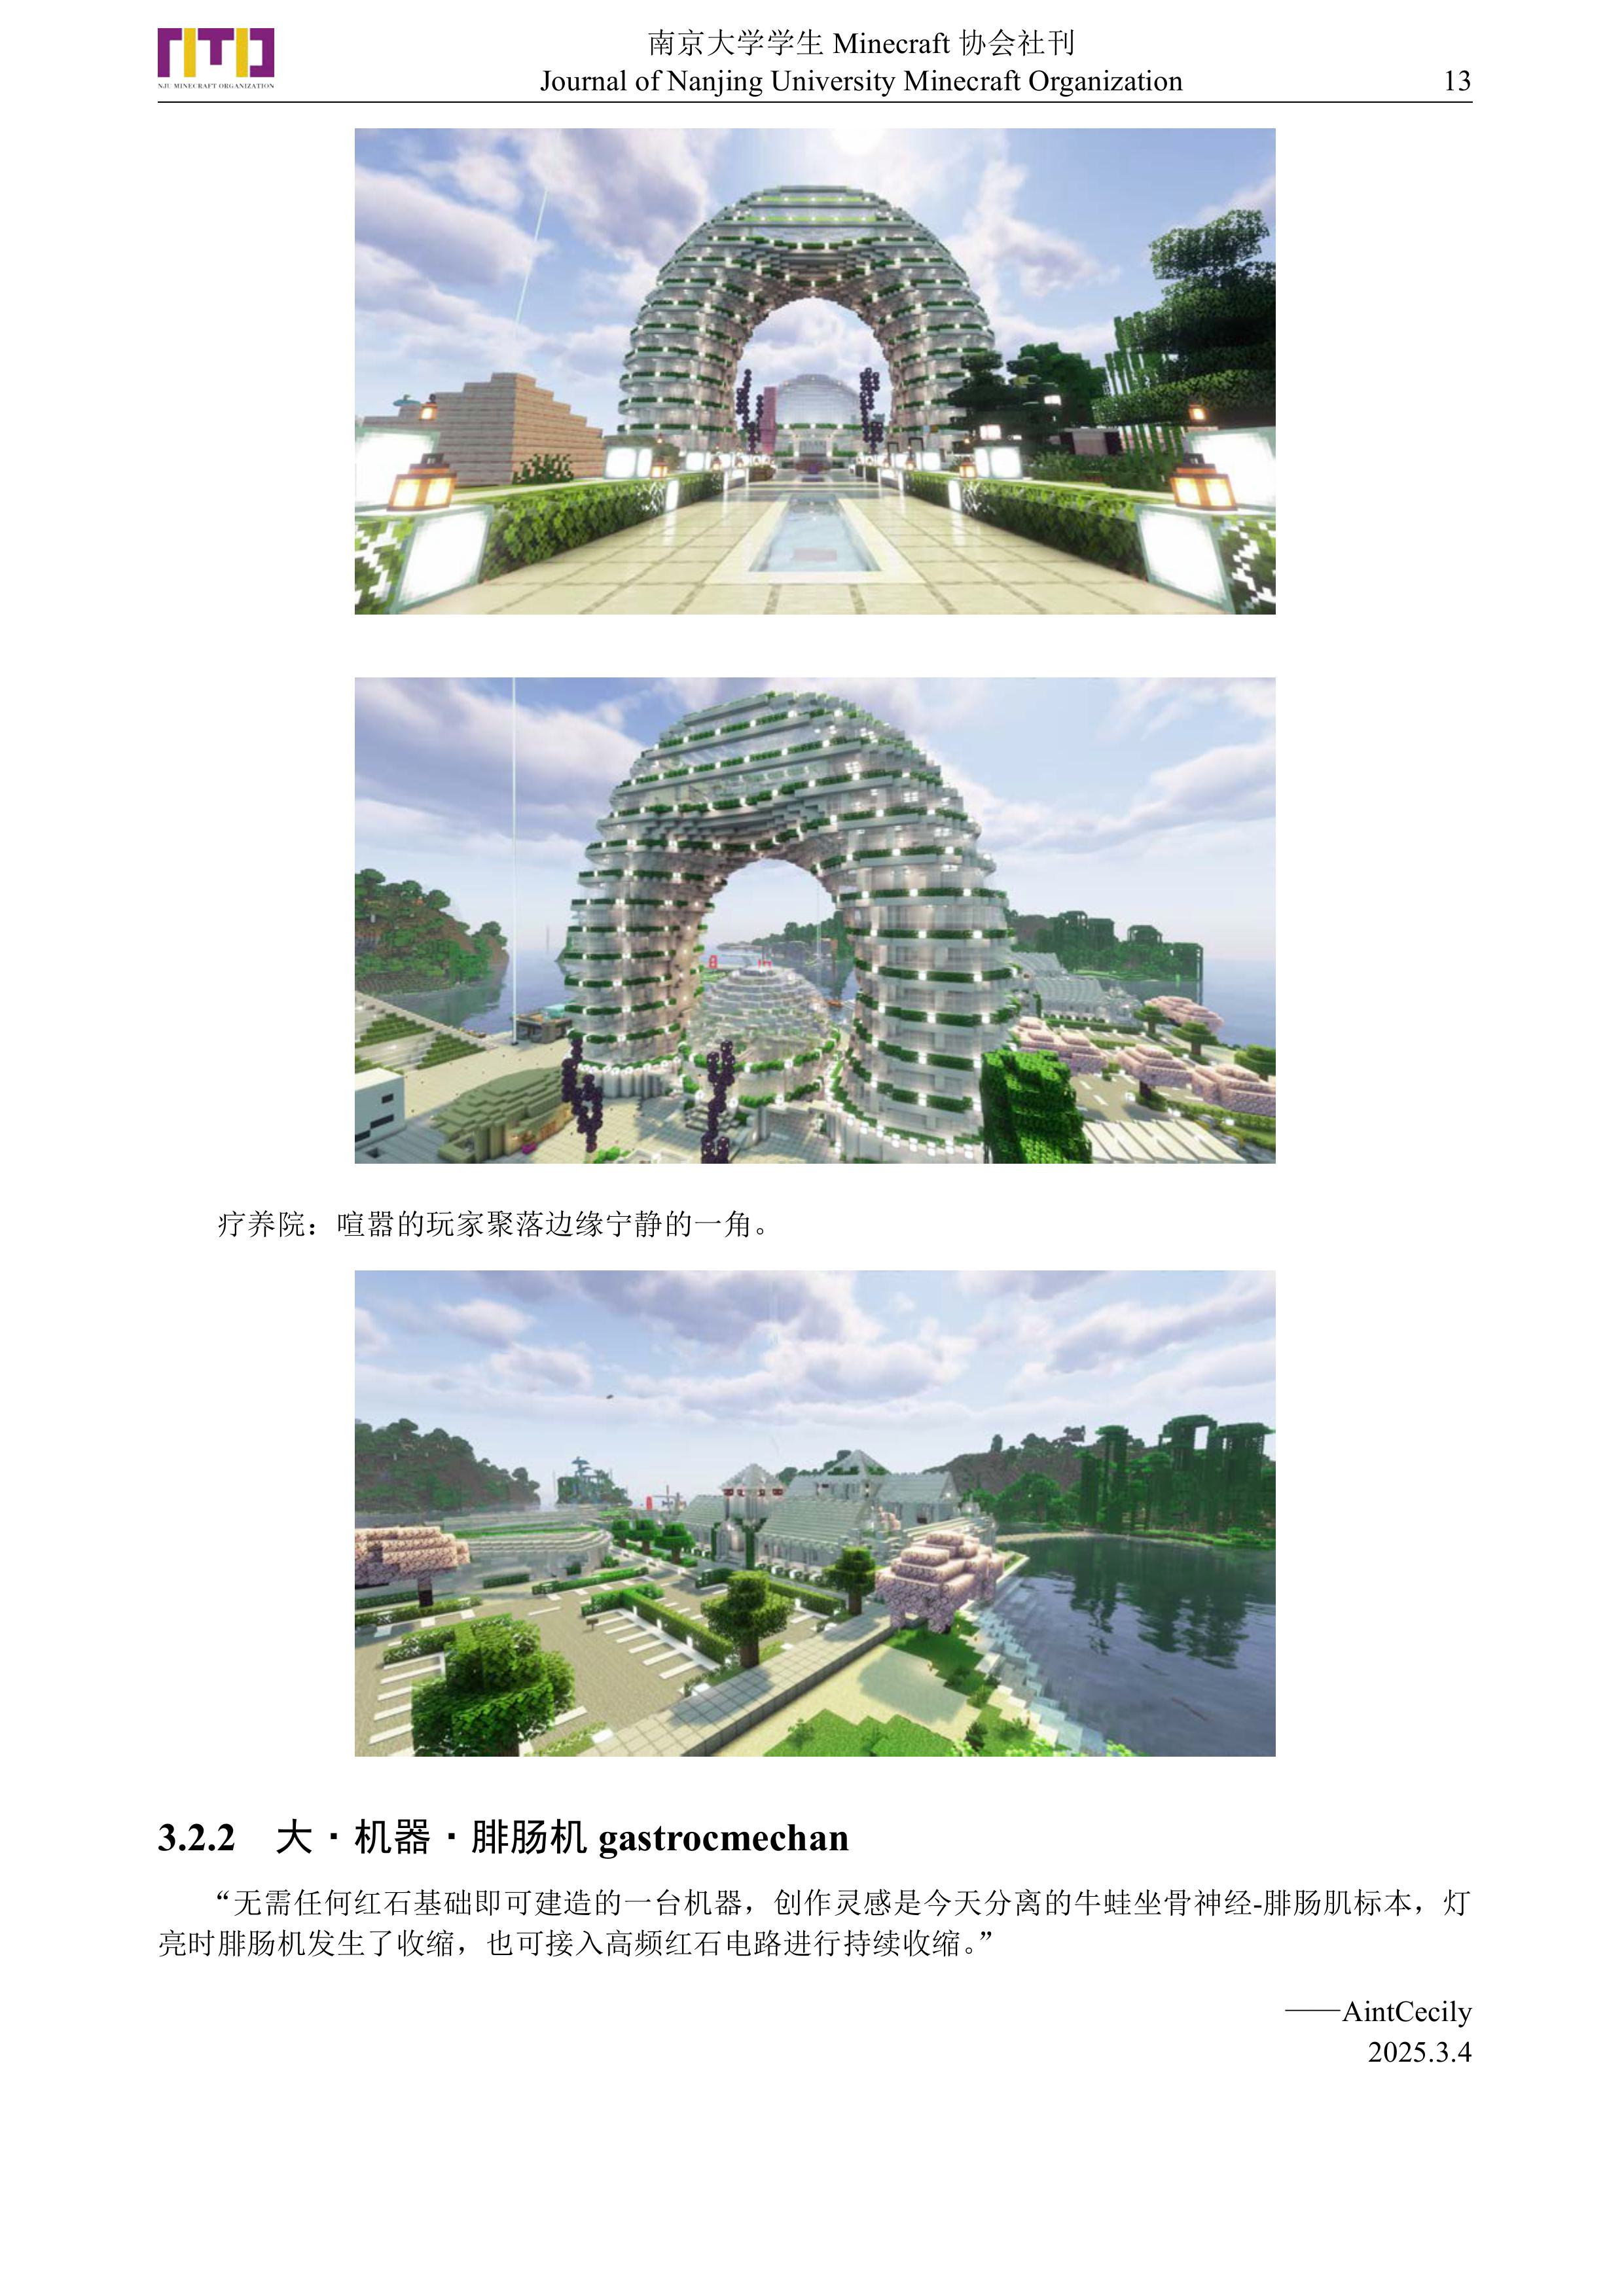 南京大学学生 Minecraft 协会社刊
NJU MINECRAFT ORGANIZATION
Journal of Nanjing University Minecraft Organization
13
疗养院：喧嚣的玩家聚落边缘宁静的一角。
3.2.2 大·机器·腓肠机 gastrocmechan
“无需任何红石基础即可建造的一台机器，创作灵感是今天分离的牛蛙坐骨神经-腓肠肌标本，灯
亮时腓肠机发生了收缩，也可接入高频红石电路进行持续收缩。”
——AintCecily
2025.3.4